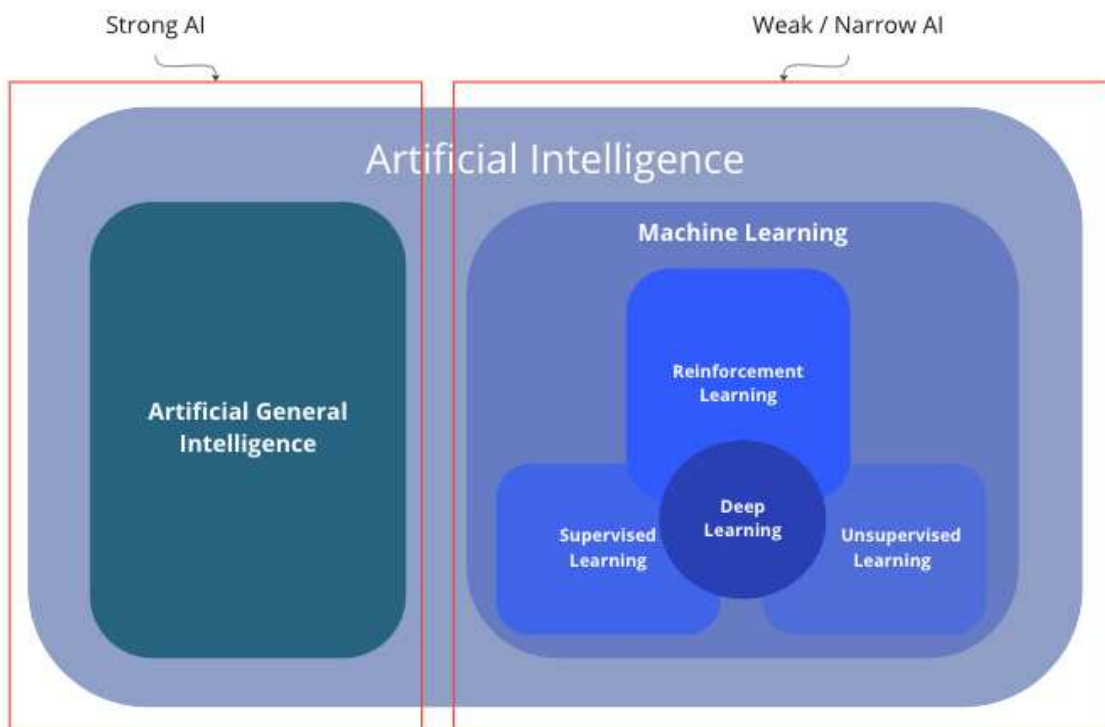 Strong AI
Weak / Narrow AI
Artificial Intelligence
Machine Learning
Reinforcement
Learning
Artificial General
Intelligence
Deep
Learning
Supervised
Learning
Unsupervised
Learning